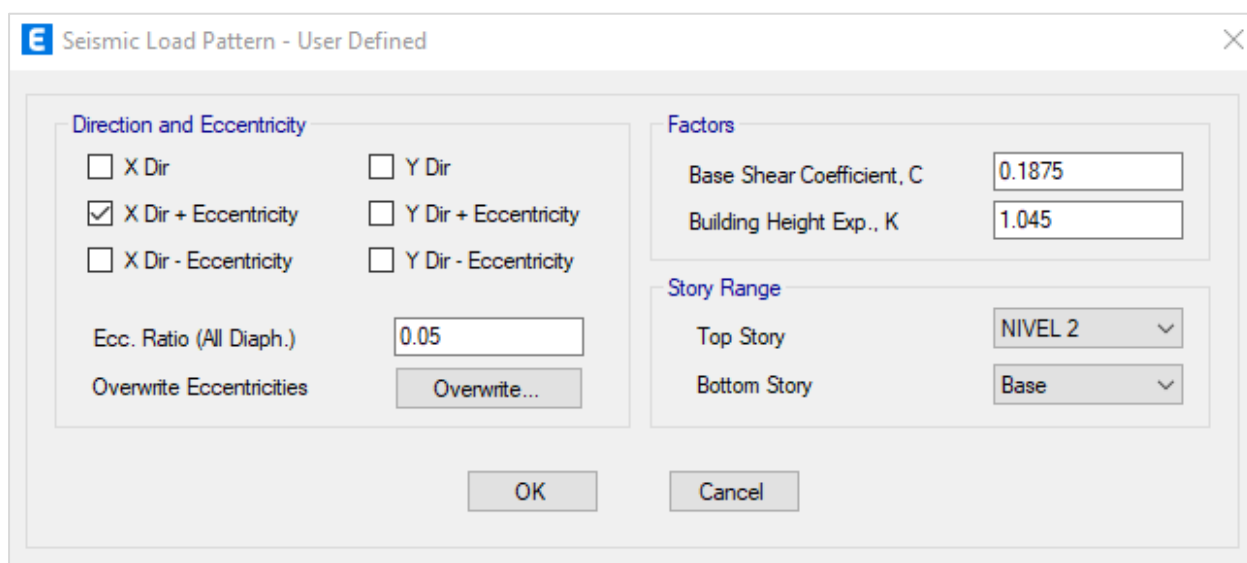 E Seismic Load Pattern - User Defined
Direction and Eccentricity
X Dir
Y Dir
X Dir + Eccentricity
Y Dir + Eccentricity
X Dir - Eccentricity
Y Dir - Eccentricity
Ecc. Ratio (All Diaph.) 0.05
Overwrite Eccentricities Overwrite...
Factors
Base Shear Coefficient, C 0.1875
Building Height Exp., K 1.045
Story Range
Top Story NIVEL 2
Bottom Story Base
OK
Cancel